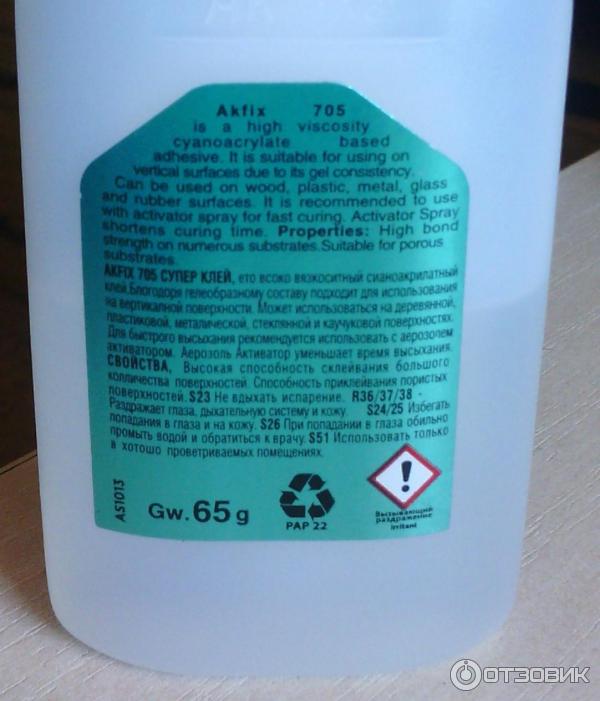 Akfix 705
is a high viscosity
cyanoacrylate based
adhesive. It is suitable for using on
vertical surfaces due to its gel consistency.
Can be used on wood, plastic, metal, glass
and rubber surfaces. It is recommended to use
with activator spray for fast curing. Activator Spray
shortens curing time. Properties: High bond
strength on numerous substrates.Suitable for porous
substrates.
AKFIX 705 СУПЕР КЛЕЙ, ето всоко вязкоситный сианоакрилатный
клей.Блогодоря гелеобразному составу подходит для использования
на вертикалной поверхности. Может использоваться на деревянной,
пластиковой, металической, стеклянной и каучуковой поверхностях.
Для быстрого высыхания рекомендуется использовать с аерозолем
активатором. Аерозоль Активатор уменьшает время высыхания.
СВОЙСТВА, Высокая способность склейвания большого
колличества поверхностей. Способность приклейвания пористых
поверхностей. S23 Не вдыхать испарение. R36/37/38 -
Раздражает глаза, дыхательную систему и кожу. S24/25 Избегать
попадания в глаза и на кожу. S26 При попадании в глаза обильно
промыть водой и обратиться к врачу. S51 Использовать только
в хотошо проветриваемых помещениях.
AS1013
Gw. 65 g
PAP 22
Вызывающий
раздражение
irritant
ОТЗОВИК